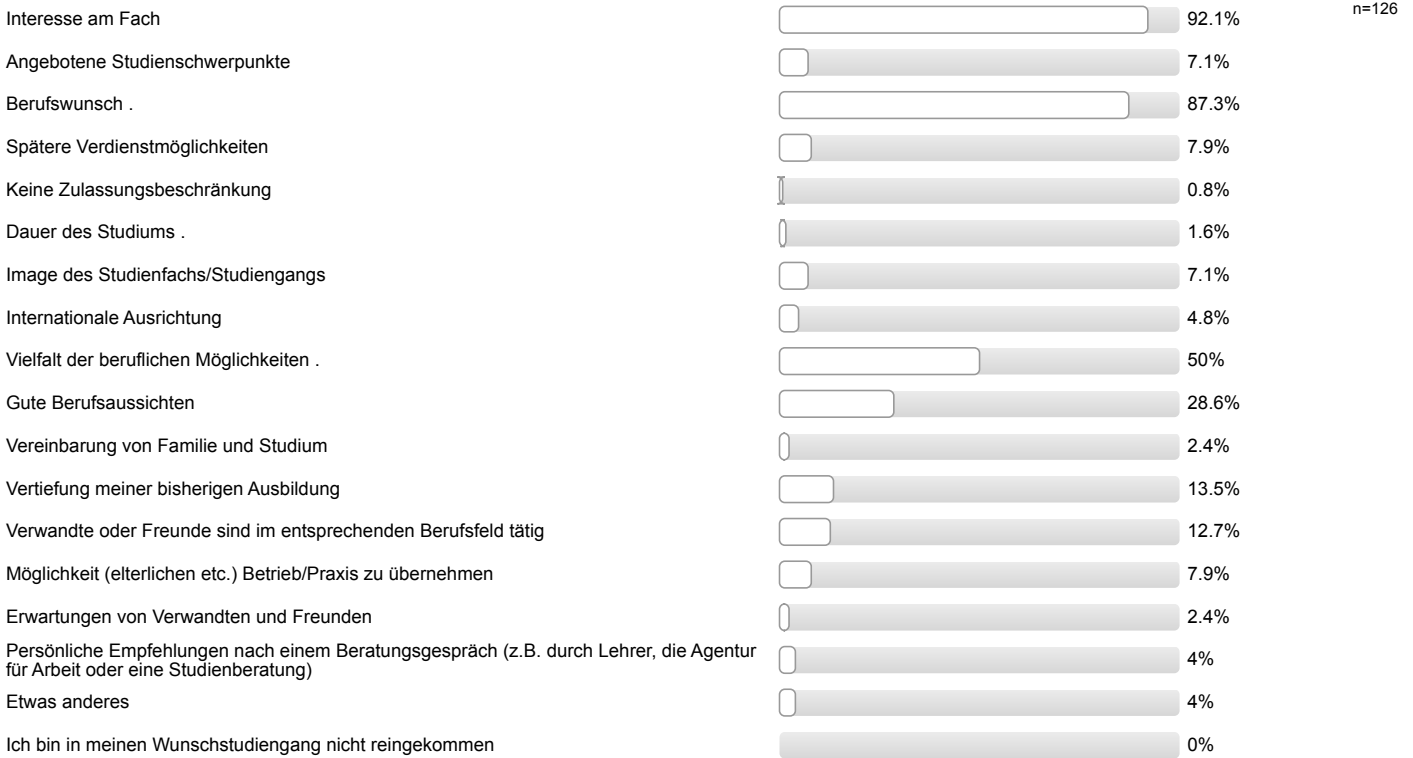 Interesse am Fach 92.1% n=126
Angebotene Studienschwerpunkte 7.1%
Berufswunsch . 87.3%
Spätere Verdienstmöglichkeiten 7.9%
Keine Zulassungsbeschränkung 0.8%
Dauer des Studiums . 1.6%
Image des Studienfachs/Studiengangs 7.1%
Internationale Ausrichtung 4.8%
Vielfalt der beruflichen Möglichkeiten . 50%
Gute Berufsaussichten 28.6%
Vereinbarung von Familie und Studium 2.4%
Vertiefung meiner bisherigen Ausbildung 13.5%
Verwandte oder Freunde sind im entsprechenden Berufsfeld tätig 12.7%
Möglichkeit (elterlichen etc.) Betrieb/Praxis zu übernehmen 7.9%
Erwartungen von Verwandten und Freunden 2.4%
Persönliche Empfehlungen nach einem Beratungsgespräch (z.B. durch Lehrer, die Agentur
für Arbeit oder eine Studienberatung) 4%
Etwas anderes 4%
Ich bin in meinen Wunschstudiengang nicht reingekommen 0%